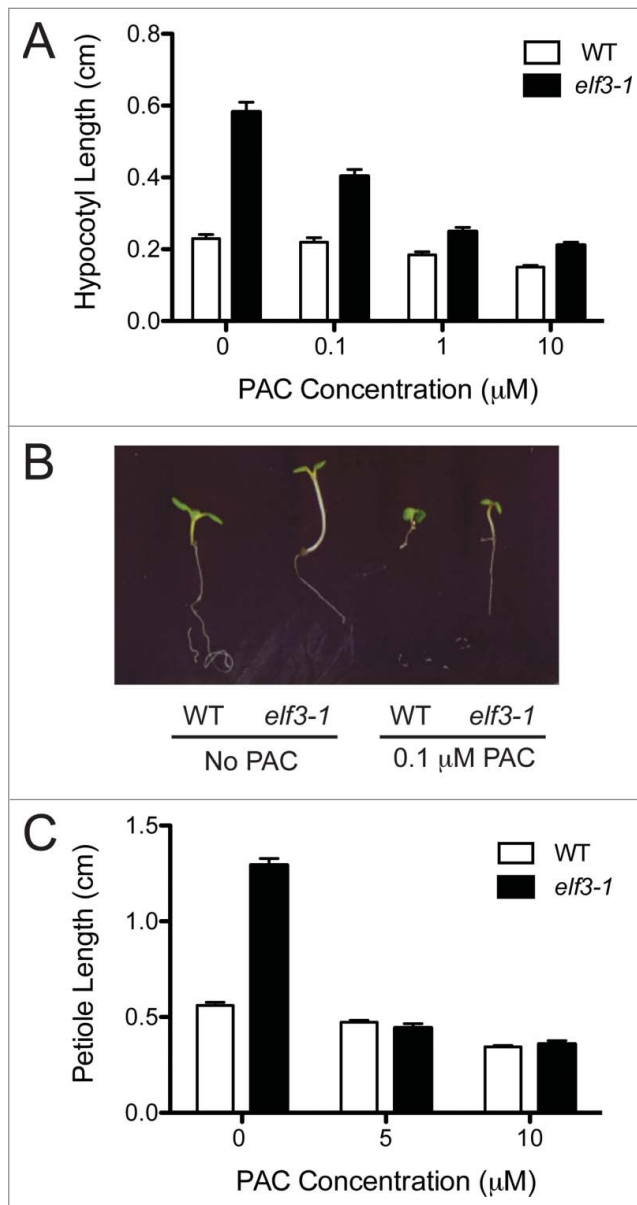 A
Hypocotyl Length (cm)
0.8
0.6
0.4
0.2
0.0
WT
elf3-1
0 0.1 1 10
PAC Concentration (μM)
B
WT elf3-1 WT elf3-1
No PAC 0.1 μM PAC
C
Petiole Length (cm)
1.5
1.0
0.5
0.0
WT
elf3-1
0 5 10
PAC Concentration (μM)